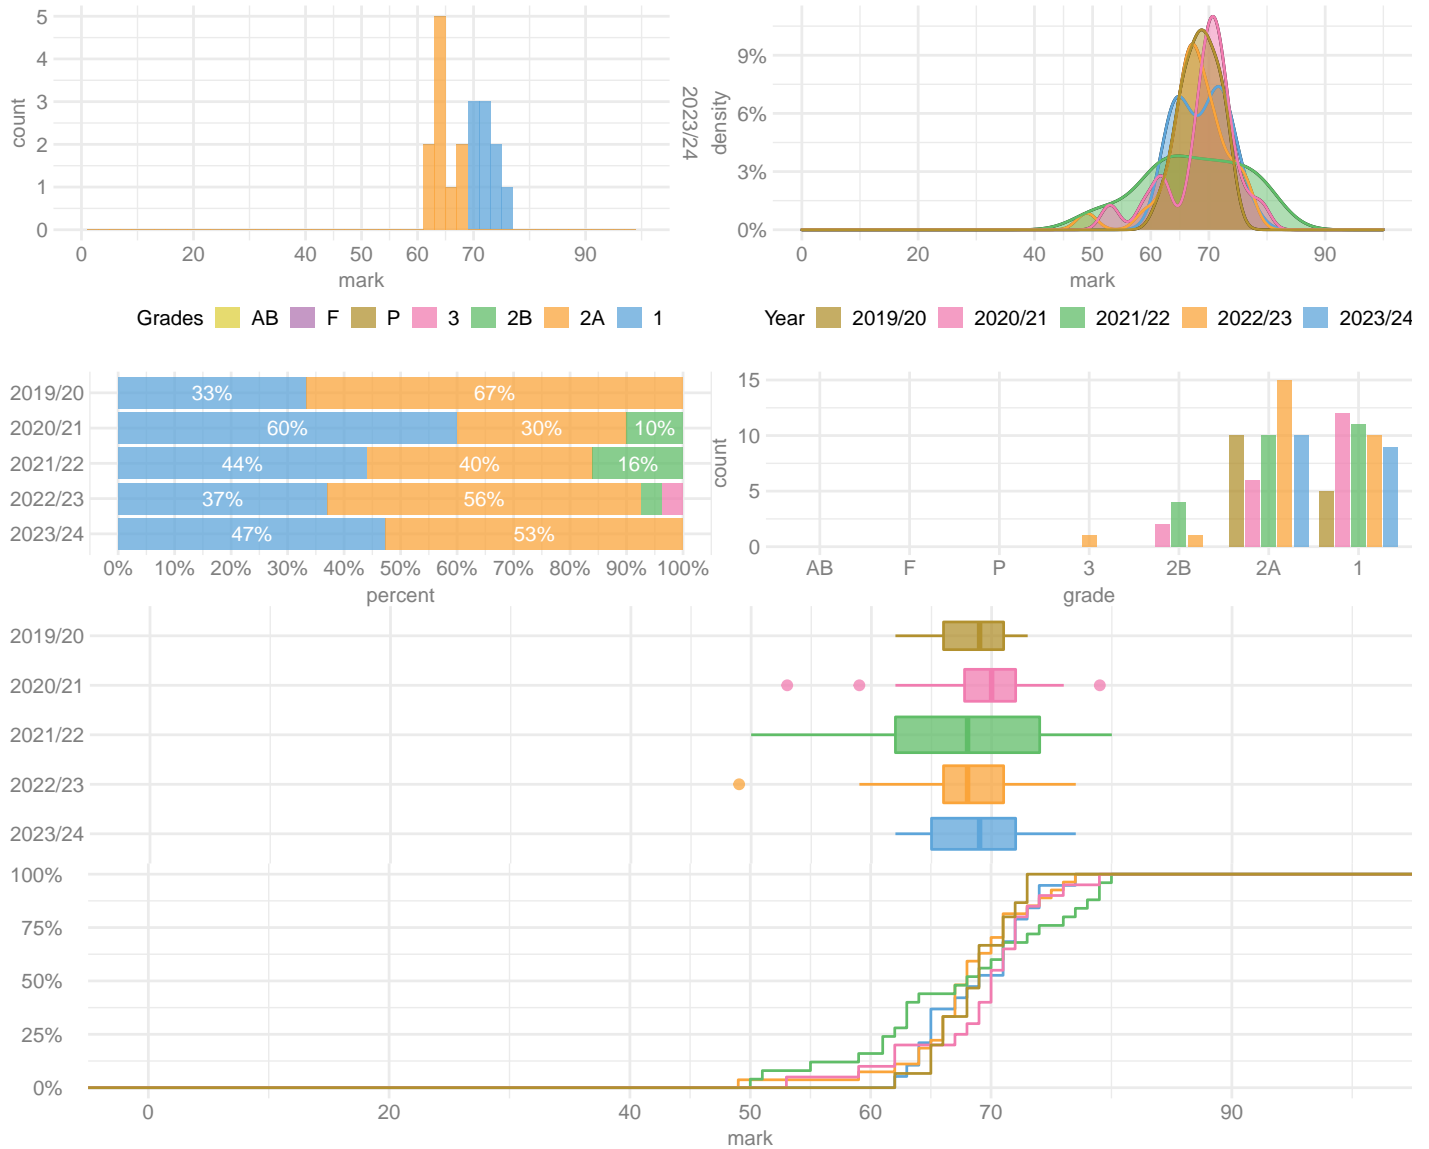 5
4
3
2
1
0
count
0 20 40 50 60 70 90
mark
2023/24
9%
6%
3%
0%
density
0 20 40 50 60 70 90
mark
Grades AB F P 3 2B 2A 1
Year 2019/20 2020/21 2021/22 2022/23 2023/24
2019/20 33% 67%
2020/21 60% 30% 10%
2021/22 44% 40% 16%
2022/23 37% 56%
2023/24 47% 53%
0% 10% 20% 30% 40% 50% 60% 70% 80% 90% 100%
percent
15
10
5
0
count
AB F P 3 2B 2A 1
grade
2019/20
2020/21
2021/22
2022/23
2023/24
100%
75%
50%
25%
0%
0 20 40 50 60 70 90
mark